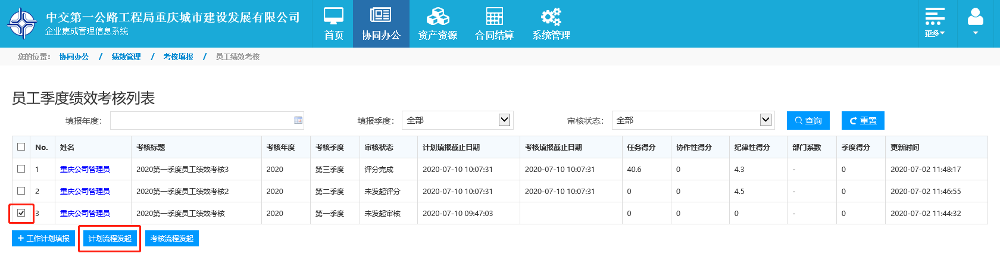 中交第一公路工程局重庆城市建设发展有限公司
企业集成管理信息系统
首页 协同办公 资产资源 合同结算 系统管理 更多
您的位置： 协同办公 / 绩效管理 / 考核填报 / 员工绩效考核
员工季度绩效考核列表
填报年度： 填报季度： 全部 审核状态： 全部 查询 重置
No. 姓名 考核标题 考核年度 考核季度 审核状态 计划填报截止日期 考核填报截止日期 任务得分 协作性得分 纪律性得分 部门系数 季度得分 更新时间
1 重庆公司管理员 2020第一季度员工绩效考核3 2020 第三季度 评分完成 2020-07-10 10:07:31 2020-07-10 10:07:31 40.6 0 4.3 - 0 2020-07-02 11:48:17
2 重庆公司管理员 2020第一季度员工绩效考核2 2020 第二季度 未发起评分 2020-07-10 10:07:31 2020-07-10 10:07:31 0 0 4.5 - 0 2020-07-02 11:46:55
3 重庆公司管理员 2020第一季度员工绩效考核 2020 第一季度 未发起审核 2020-07-10 09:47:03 0 0 0 - 0 2020-07-02 11:44:32
+ 工作计划填报 计划流程发起 考核流程发起